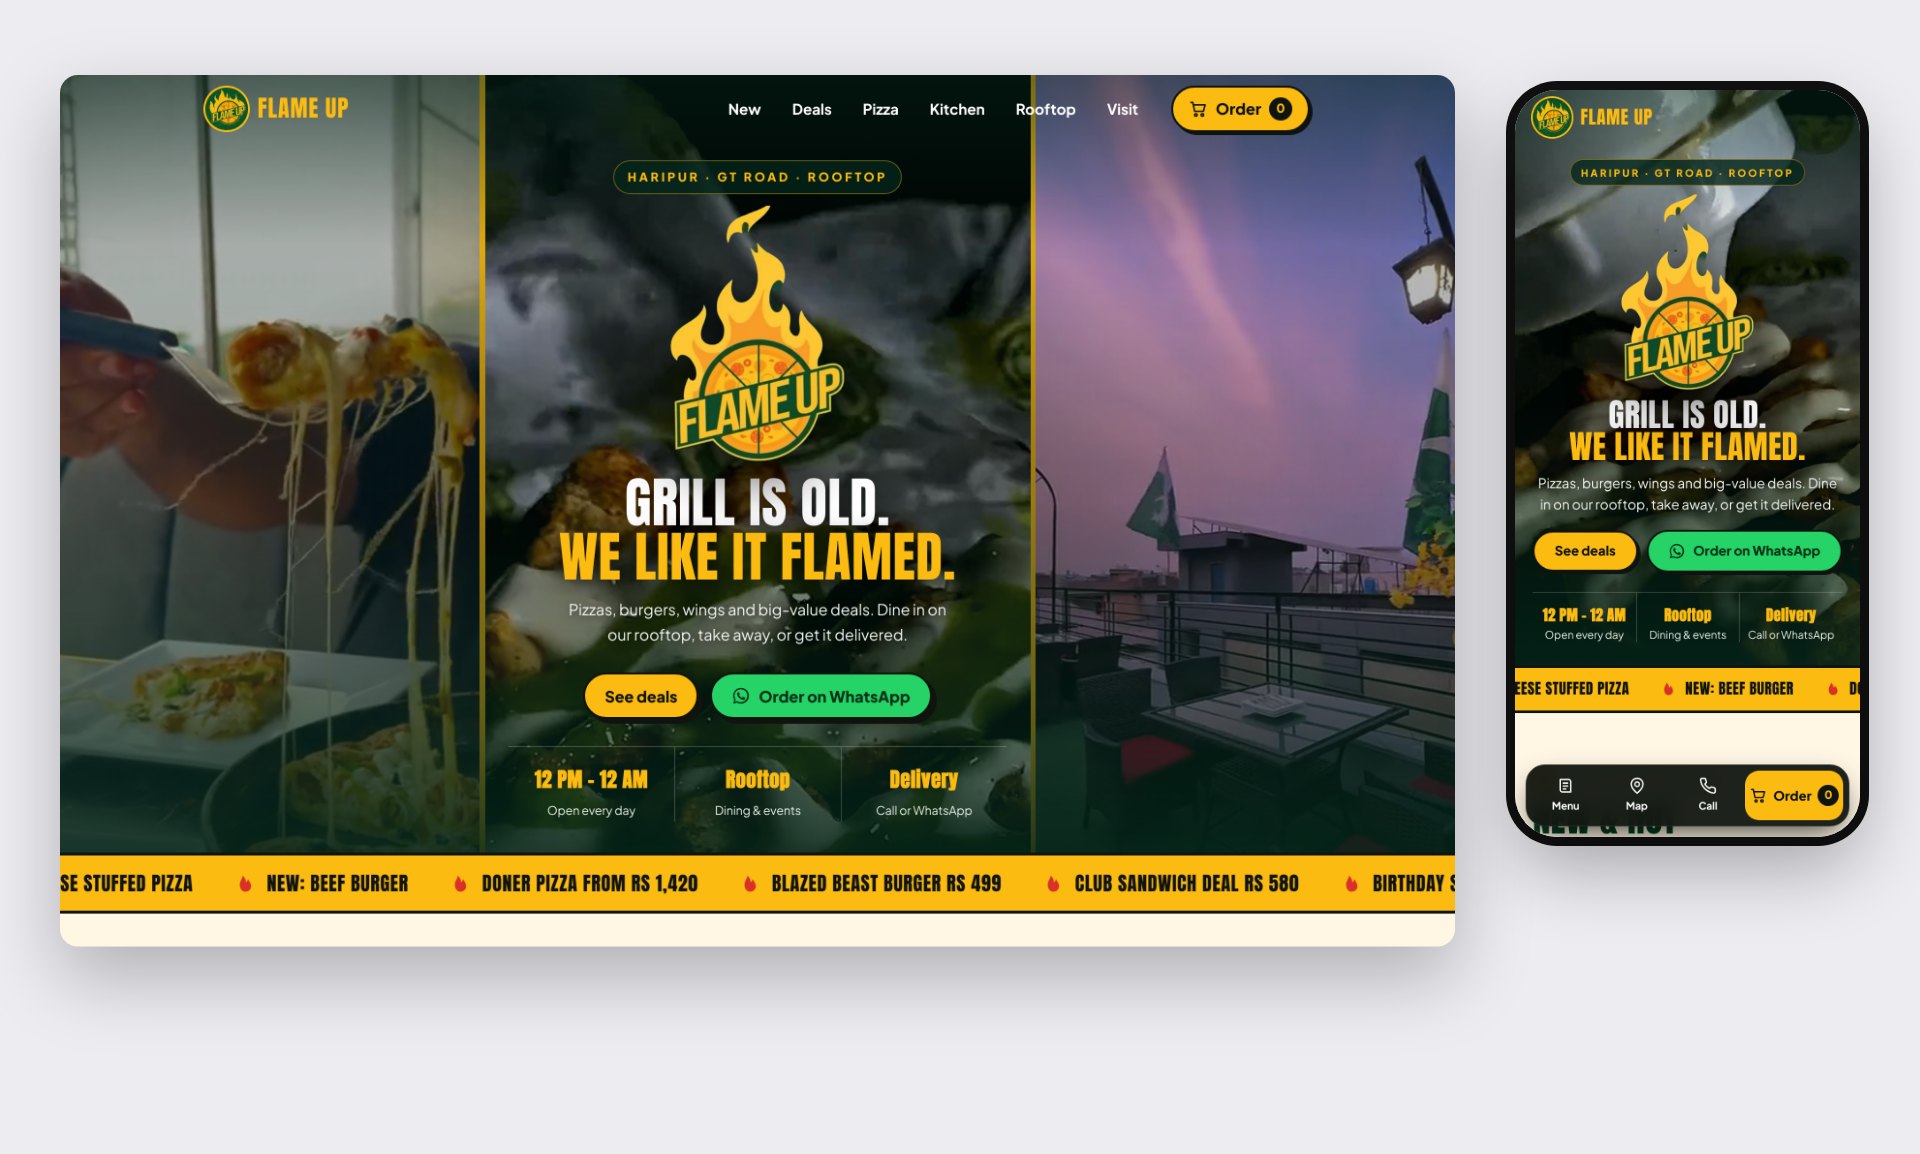 FLAME UP
FLAME UP
New
Deals
Pizza
Kitchen
Rooftop
Visit
Order
0
HARIPUR · GT ROAD · ROOFTOP
FLAME UP
GRILL IS OLD.
WE LIKE IT FLAMED.
Pizzas, burgers, wings and big-value deals. Dine in on
our rooftop, take away, or get it delivered.
See deals
Order on WhatsApp
12 PM - 12 AM
Open every day
Rooftop
Dining & events
Delivery
Call or WhatsApp
SE STUFFED PIZZA
NEW: BEEF BURGER
DONER PIZZA FROM RS 1,420
BLAZED BEAST BURGER RS 499
CLUB SANDWICH DEAL RS 580
BIRTHDAY S
FLAME UP
FLAME UP
HARIPUR · GT ROAD · ROOFTOP
FLAME UP
GRILL IS OLD.
WE LIKE IT FLAMED.
Pizzas, burgers, wings and big-value deals. Dine
in on our rooftop, take away, or get it delivered.
See deals
Order on WhatsApp
12 PM - 12 AM
Open every day
Rooftop
Dining & events
Delivery
Call or WhatsApp
EESE STUFFED PIZZA
NEW: BEEF BURGER
DO
Menu
Map
Call
Order
0
NEW & HOT